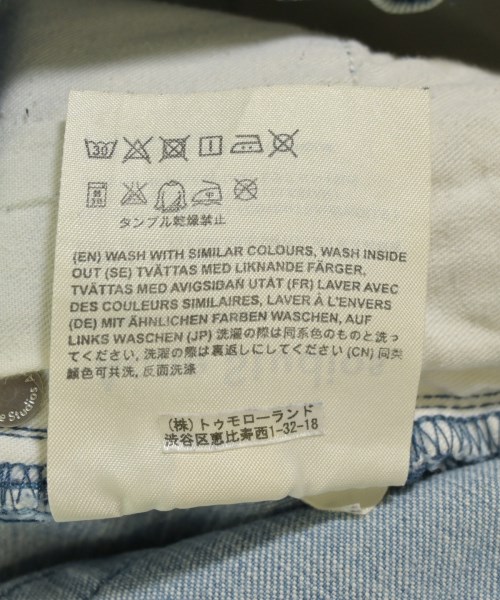 30
30
タンブル乾燥禁止
(EN) WASH WITH SIMILAR COLOURS, WASH INSIDE
OUT (SE) TVÄTTAS MED LIKNANDE FÄRGER,
TVÄTTAS MED AVIGSIDAN UTÅT (FR) LAVER AVEC
DES COULEURS SIMILAIRES, LAVER À L'ENVERS
(DE) MIT ÄHNLICHEN FARBEN WASCHEN, AUF
LINKS WASCHEN (JP) 洗濯の際は同系色のものと洗っ
てください, 洗濯の際は裏返しにしてください (CN) 同类
颜色可共洗, 反面洗涤
Studios
(株)トゥモローランド
渋谷区恵比寿西1-32-18